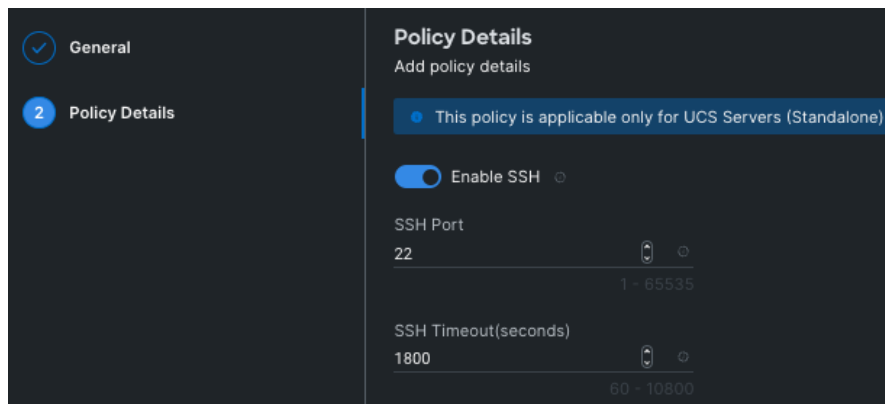 General
2
Policy Details
Policy Details
Add policy details
This policy is applicable only for UCS Servers (Standalone)
Enable SSH
SSH Port
22
1 - 65535
SSH Timeout(seconds)
1800
60 - 10800